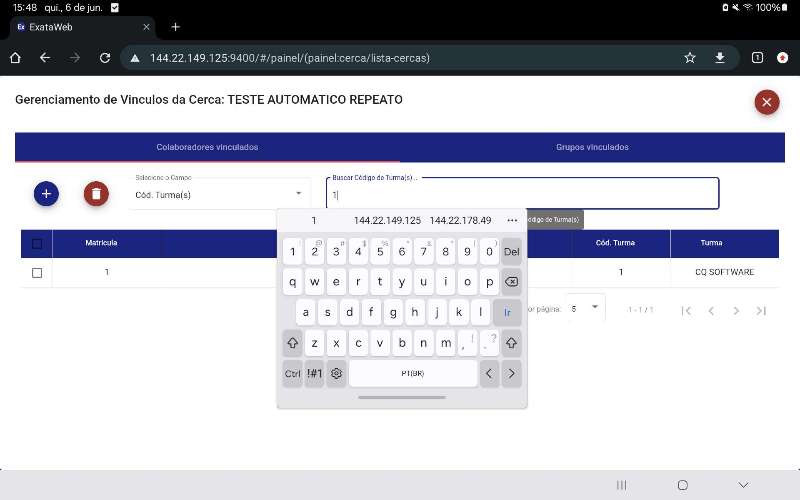 15:48 qui., 6 de jun. 100%
Ex ExataWeb
144.22.149.125:9400/#/painel/(painel:cerca/lista-cercas)
1
Gerenciamento de Vinculos da Cerca: TESTE AUTOMATICO REPEATO
Colaboradores vinculados Grupos vinculados
Selecione o Campo
Cód. Turma(s)
Buscar Código de Turma(s)...
1
ódigo de Turma(s)
1 144.22.149.125 144.22.178.49 ...
Matrícula Cód. Turma Turma
1 1 CQ SOFTWARE
or página: 5 1 - 1 / 1
1 2 @ 3 # 4 $ 5 % 6 ^ 7 & 8 * 9 ( 0 ) Del
q w e r t y u i o p
a s d f g h j k l Ir
z x c v b n m , ! . ?
Ctrl !#1 PT(BR) < >